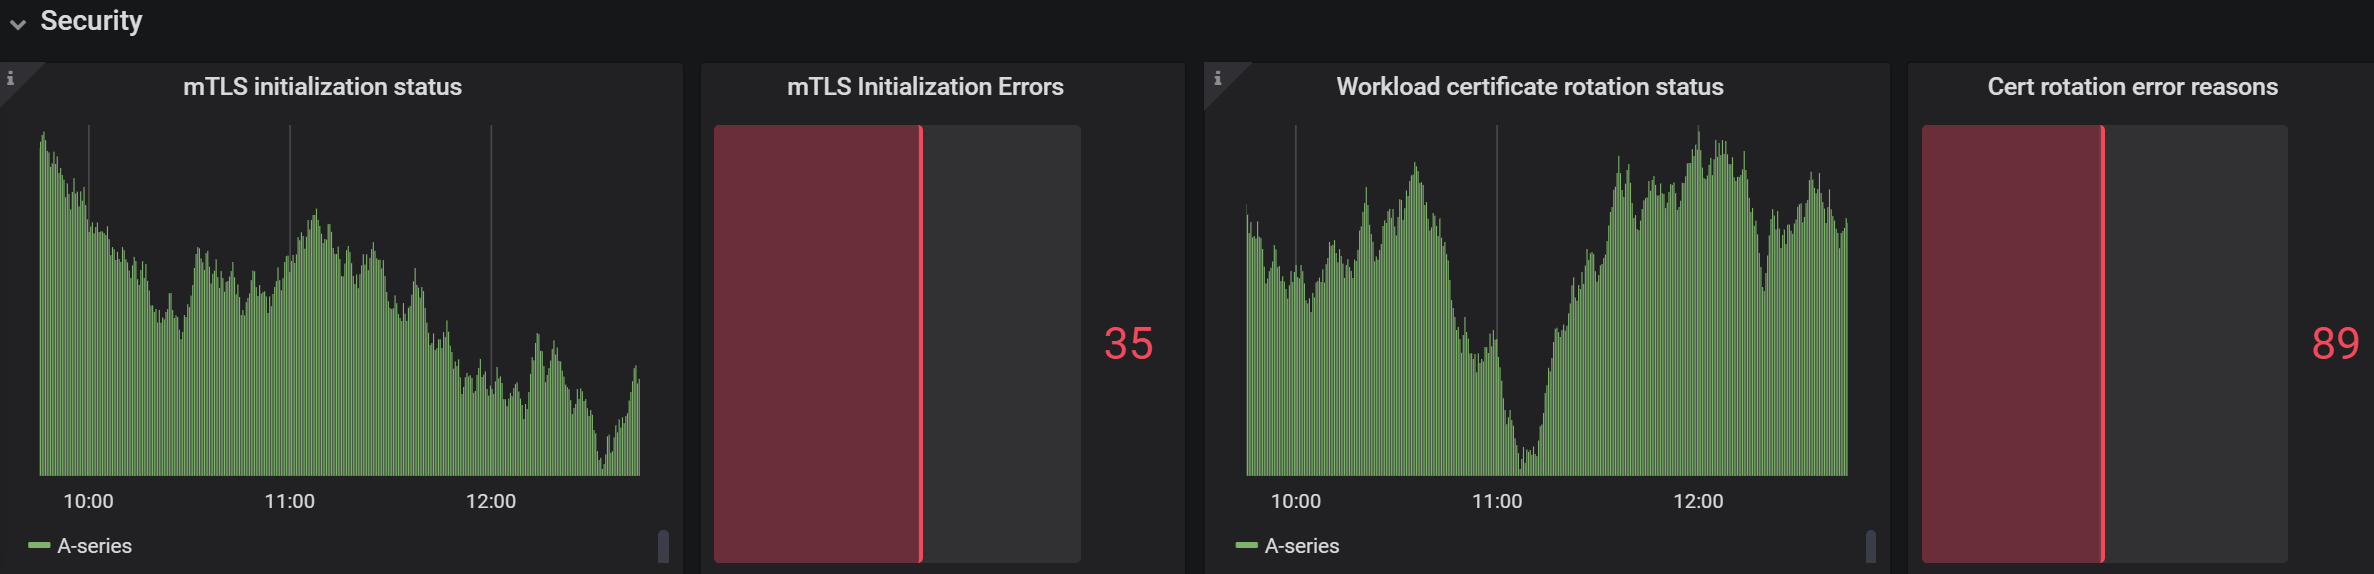 Security
mTLS initialization status
10:00 11:00 12:00
A-series
mTLS Initialization Errors
35
Workload certificate rotation status
10:00 11:00 12:00
A-series
Cert rotation error reasons
89